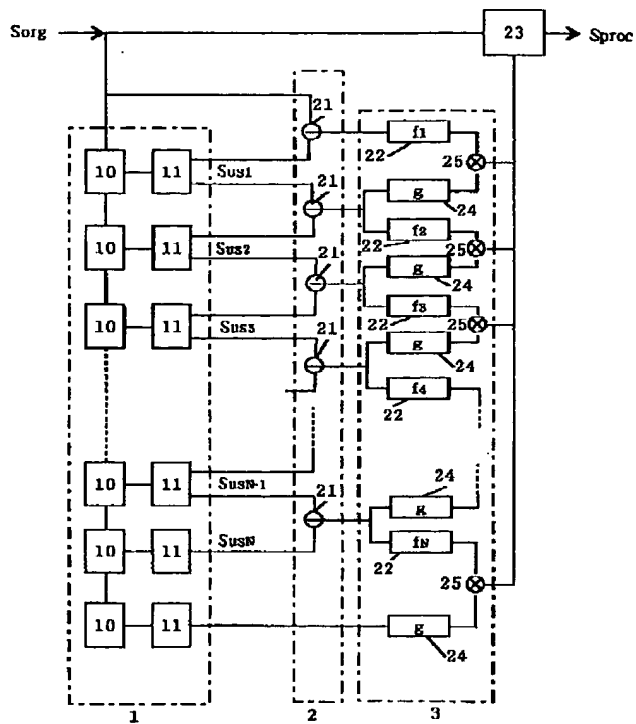 Sorg 23 Sproc
21
f1
22 25
10 11 Sus1 21
g
24
f2
22 25
10 11 Sus2 21
g
24
f3
22 25
10 11 Sus3 21
g
24
f4
22
10 11 SusN-1 21 24
g
fN
10 11 SusN 22
25
10 11 g
24
1 2 3